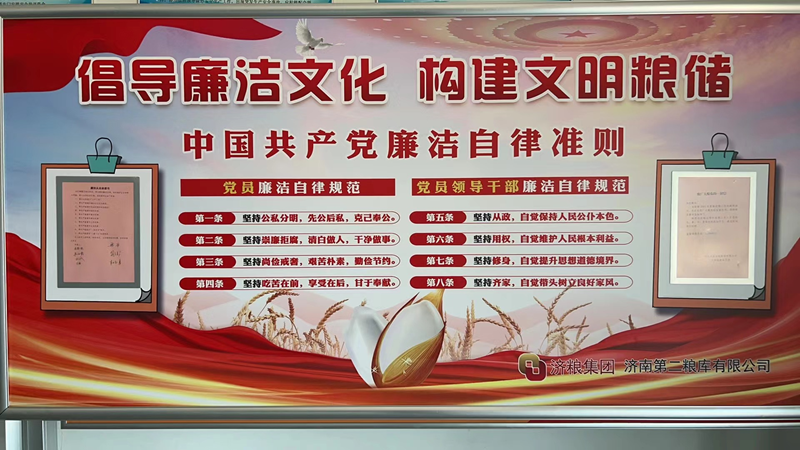 倡导廉洁文化 构建文明粮储
中国共产党廉洁自律准则
党员廉洁自律规范
第一条 坚持公私分明，先公后私，克己奉公。
第二条 坚持崇廉拒腐，清白做人，干净做事。
第三条 坚持尚俭戒奢，艰苦朴素，勤俭节约。
第四条 坚持吃苦在前，享受在后，甘于奉献。
党员领导干部廉洁自律规范
第五条 坚持从政，自觉保持人民公仆本色。
第六条 坚持用权，自觉维护人民根本利益。
第七条 坚持修身，自觉提升思想道德境界。
第八条 坚持齐家，自觉带头树立良好家风。
济粮集团 济南第二粮库有限公司